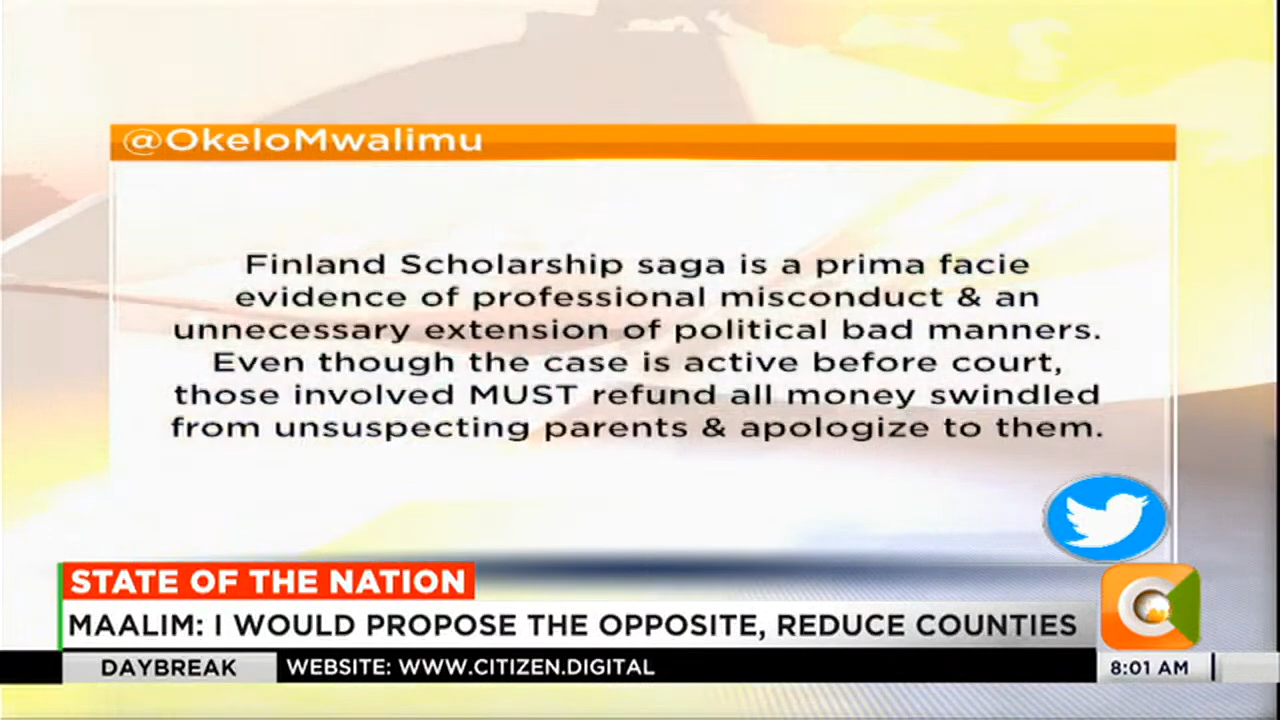 @OkeloMwalimu
Finland Scholarship saga is a prima facie
evidence of professional misconduct & an
unnecessary extension of political bad manners.
Even though the case is active before court,
those involved MUST refund all money swindled
from unsuspecting parents & apologize to them.
STATE OF THE NATION
MAALIM: I WOULD PROPOSE THE OPPOSITE, REDUCE COUNTIES
DAYBREAK
WEBSITE: WWW.CITIZEN.DIGITAL
8:01 AM